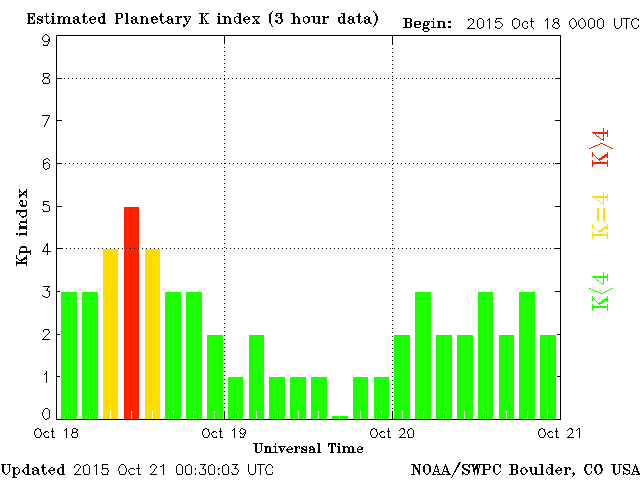 Estimated Planetary K index (3 hour data)
Begin: 2015 Oct 18 0000 UTC
9
8
7
6
5
4
3
2
1
0
Kp index
K>4
K=4
K<4
Oct 18
Oct 19
Oct 20
Oct 21
Universal Time
Updated 2015 Oct 21 00:30:03 UTC
NOAA/SWPC Boulder, CO USA